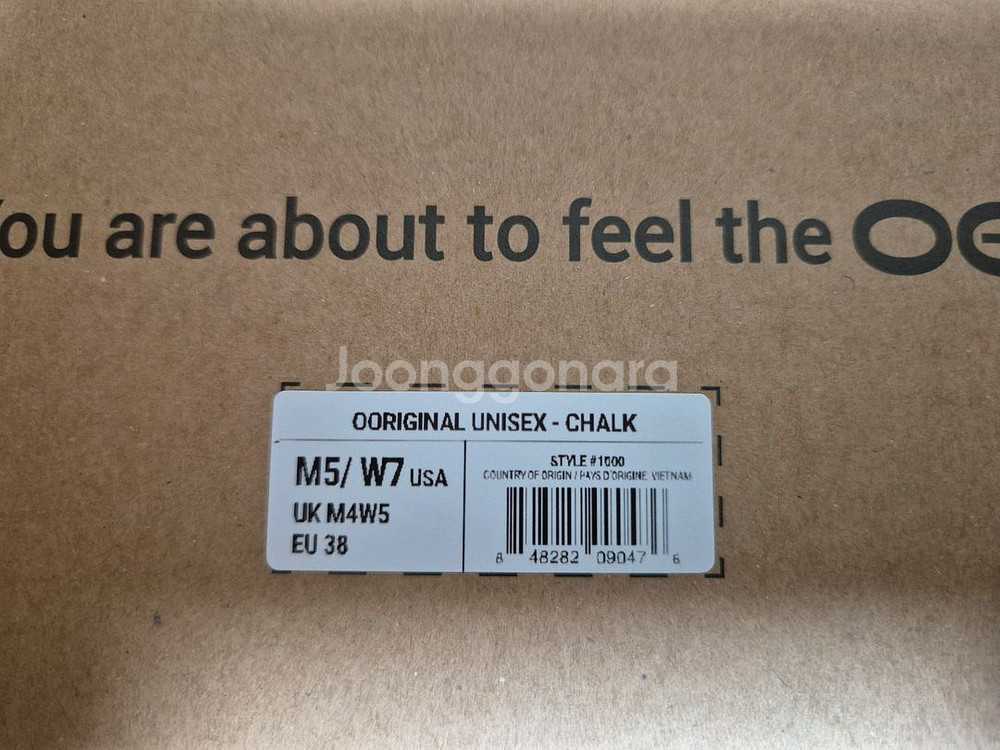 You are about to feel the OO
Joonggonara
OORIGINAL UNISEX - CHALK
M5/ W7 USA
UK M4W5
EU 38
STYLE #1000
COUNTRY OF ORIGIN / PAYS D'ORIGINE: VIETNAM
8 48282 09047 6